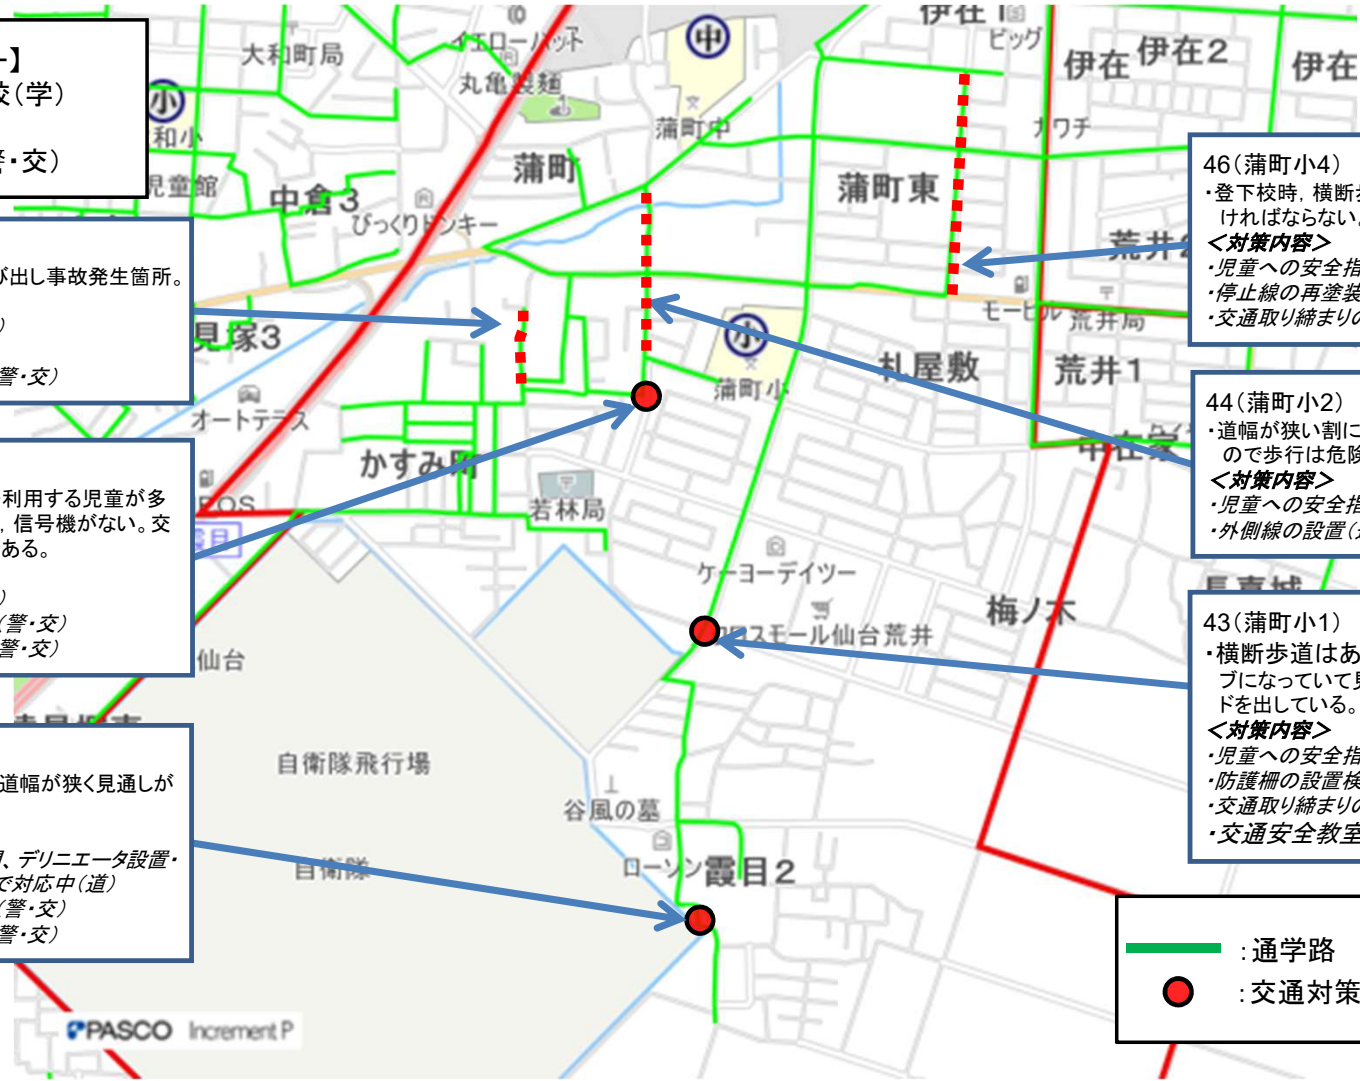 校(学)
警・交)
び出し事故発生箇所。
)
警・交)
利用する児童が多
，信号機がない。交
ある。
)
(警・交)
警・交)
道幅が狭く見通しが
、デリニエータ設置・
で対応中(道)
(警・交)
警・交)
46(蒲町小4)
・登下校時，横断歩
ければならない。
＜対策内容＞
・児童への安全指
・停止線の再塗装
・交通取り締まりの
44(蒲町小2)
・道幅が狭い割に
ので歩行は危険
＜対策内容＞
・児童への安全指
・外側線の設置(
43(蒲町小1)
・横断歩道はあ
ブになっていて見
ドを出している。
＜対策内容＞
・児童への安全指
・防護柵の設置検
・交通取り締まりの
・交通安全教室
：通学路
：交通対策
大和町局
イエローハット
丸亀製麺
中
蒲町中
伊在1
ビッグ
伊在
伊在2
伊在
カワチ
小
和小
児童館
中倉3
びっくりドンキー
蒲町
蒲町東
荒井2
モービル
荒井局
見塚3
オートテラス
小
蒲町小
札屋敷
荒井1
かすみ町
若林局
中在家
ケーヨーデイツー
クロスモール仙台荒井
梅ノ木
長喜城
仙台
自衛隊飛行場
谷風の墓
ローソン
霞目2
自衛隊
PASCO Increment P